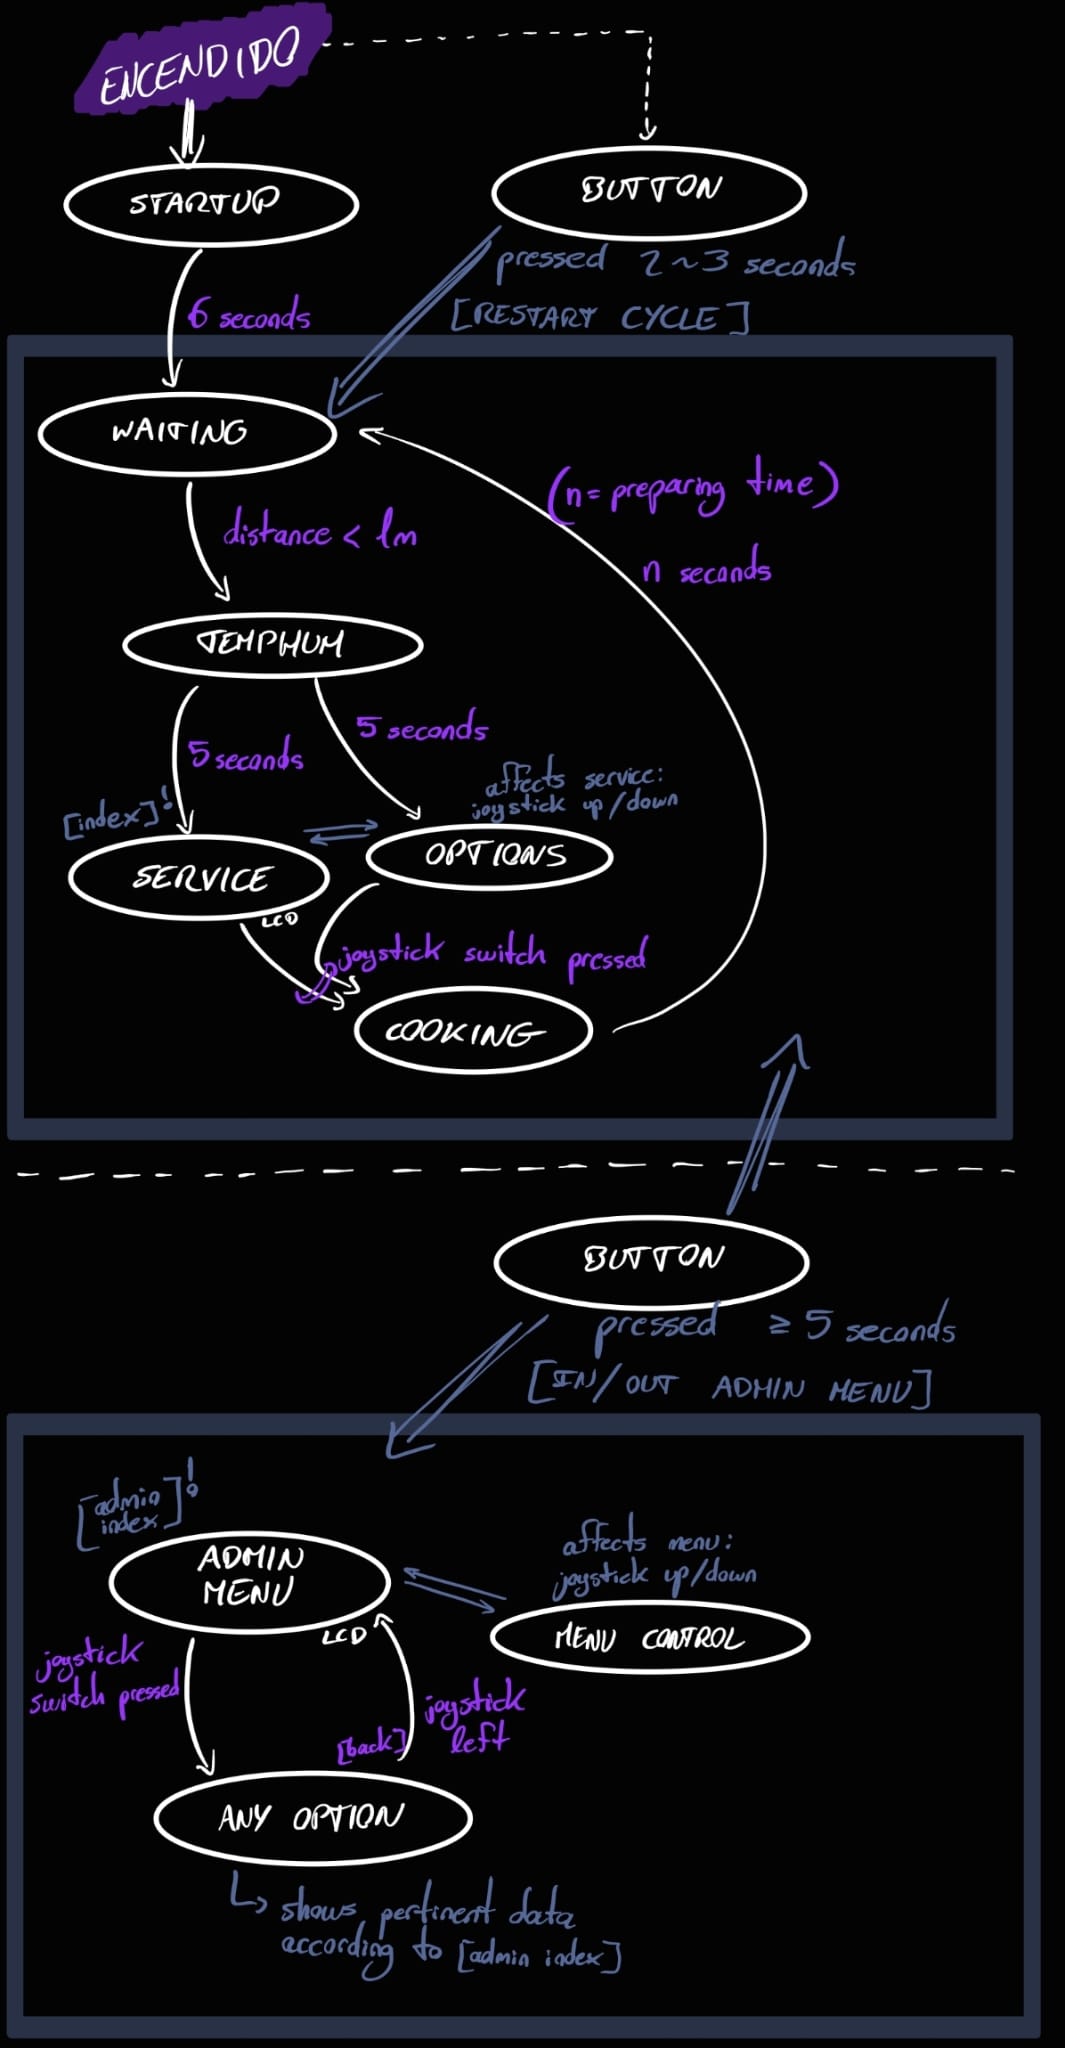 ENCENDIDO
STARTUP
BUTTON
pressed 2~3 seconds
[RESTART CYCLE]
6 seconds
WAITING
distance < 1m
(n = preparing time)
n seconds
TEMPHUM
5 seconds
5 seconds
[index]!
affects service:
joystick up/down
SERVICE
LCD
OPTIONS
joystick switch pressed
COOKING
BUTTON
pressed ≥ 5 seconds
[IN/OUT ADMIN MENU]
[admin
index]!
ADMIN
MENU
LCD
affects menu:
joystick up/down
MENU CONTROL
joystick
switch pressed
joystick
left
[back]
ANY OPTION
↳ shows pertinent data
according to [admin index]